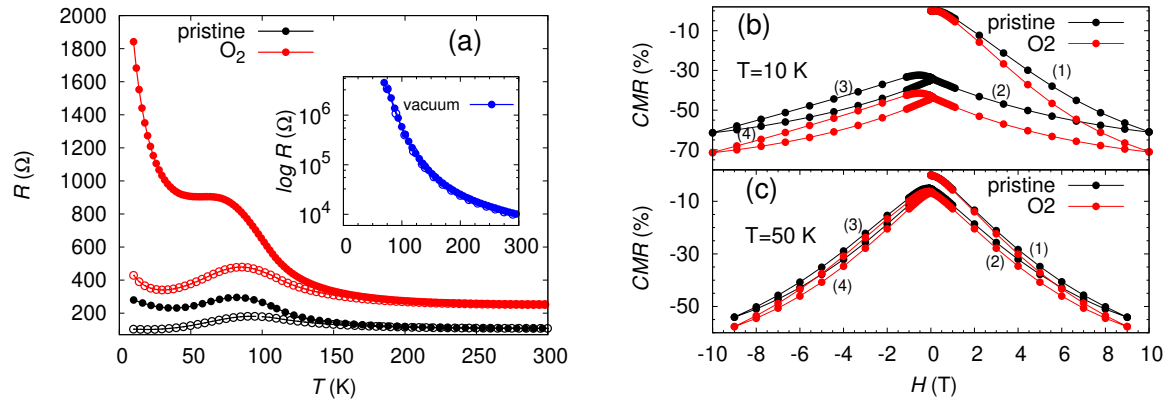 2000
1800
1600
1400
1200
1000
800
600
400
200
R (Ω)
0 50 100 150 200 250 300
T (K)
pristine
O2
(a)
vacuum
log R (Ω)
10^6
10^5
10^4
0 100 200 300
(b)
pristine
O2
T=10 K
CMR (%)
-10
-30
-50
-70
(1)
(2)
(3)
(4)
(c)
pristine
O2
T=50 K
CMR (%)
-10
-30
-50
(1)
(2)
(3)
(4)
-10 -8 -6 -4 -2 0 2 4 6 8 10
H (T)